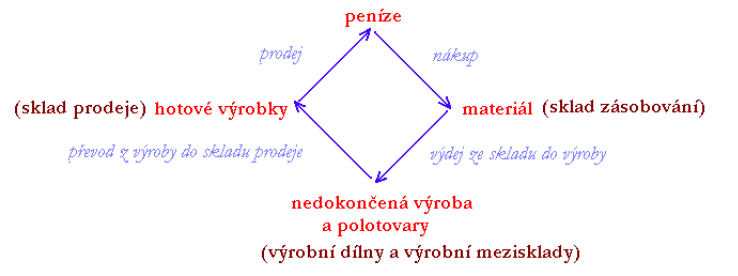 peníze
prodej
nákup
(sklad prodeje) hotové výrobky
materiál (sklad zásobování)
převod z výroby do skladu prodeje
výdej ze skladu do výroby
nedokončená výroba
a polotovary
(výrobní dílny a výrobní mezisklady)